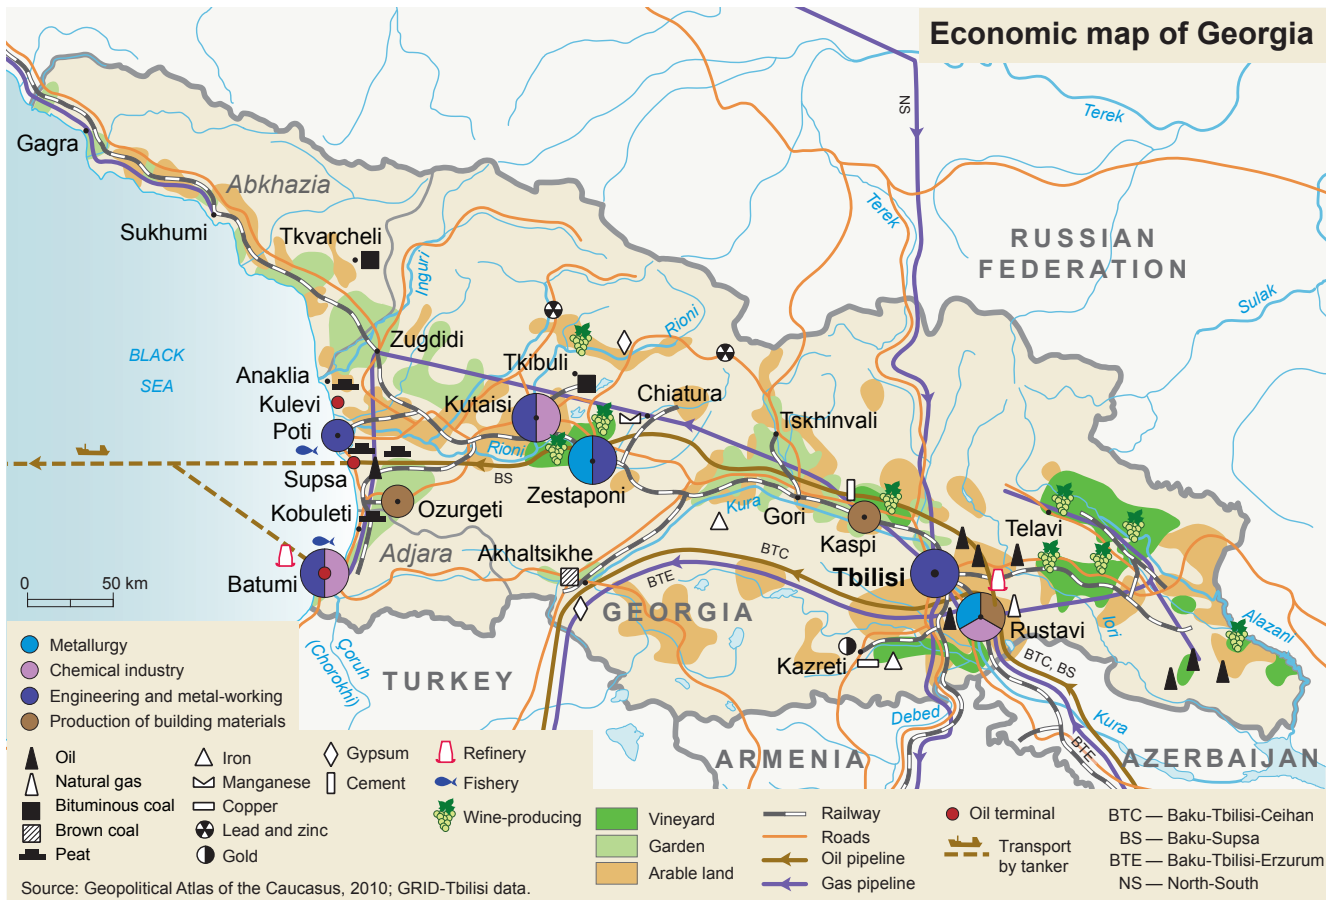 Economic map of Georgia
NS
Terek
Gagra
Abkhazia
Terek
Sukhumi
Tkvarcheli
RUSSIAN
FEDERATION
Inguri
Sulak
Rioni
Zugdidi
BLACK
SEA
Tkibuli
Anaklia
Chiatura
Kulevi
Kutaisi
Tskhinvali
Poti
Rioni
Supsa
BS
Zestaponi
Kura
Kobuleti
Ozurgeti
Gori
Telavi
Kaspi
Adjara
Akhaltsikhe
BTC
Batumi
BTE
Tbilisi
0 50 km
GEORGIA
Rustavi
Iori
Alazani
Çoruh
(Chorokhi)
Kazreti
BTC, BS
TURKEY
Debed
Kura
BTE
ARMENIA
AZERBAIJAN
Metallurgy
Chemical industry
Engineering and metal-working
Production of building materials
Oil
Natural gas
Bituminous coal
Brown coal
Peat
Iron
Manganese
Copper
Lead and zinc
Gold
Gypsum
Cement
Refinery
Fishery
Wine-producing
Vineyard
Garden
Arable land
Railway
Roads
Oil pipeline
Gas pipeline
Oil terminal
Transport
by tanker
BTC — Baku-Tbilisi-Ceihan
BS — Baku-Supsa
BTE — Baku-Tbilisi-Erzurum
NS — North-South
Source: Geopolitical Atlas of the Caucasus, 2010; GRID-Tbilisi data.